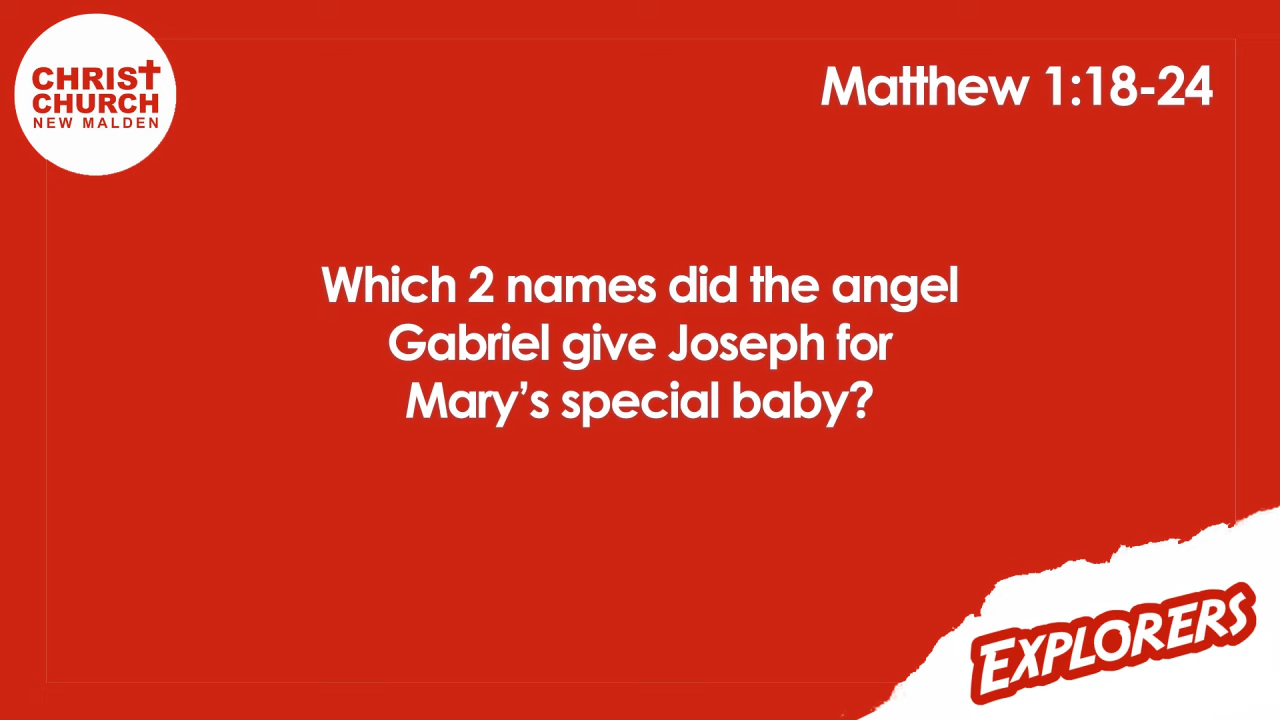 CHRIST
CHURCH
NEW MALDEN
Matthew 1:18-24
Which 2 names did the angel
Gabriel give Joseph for
Mary’s special baby?
EXPLORERS